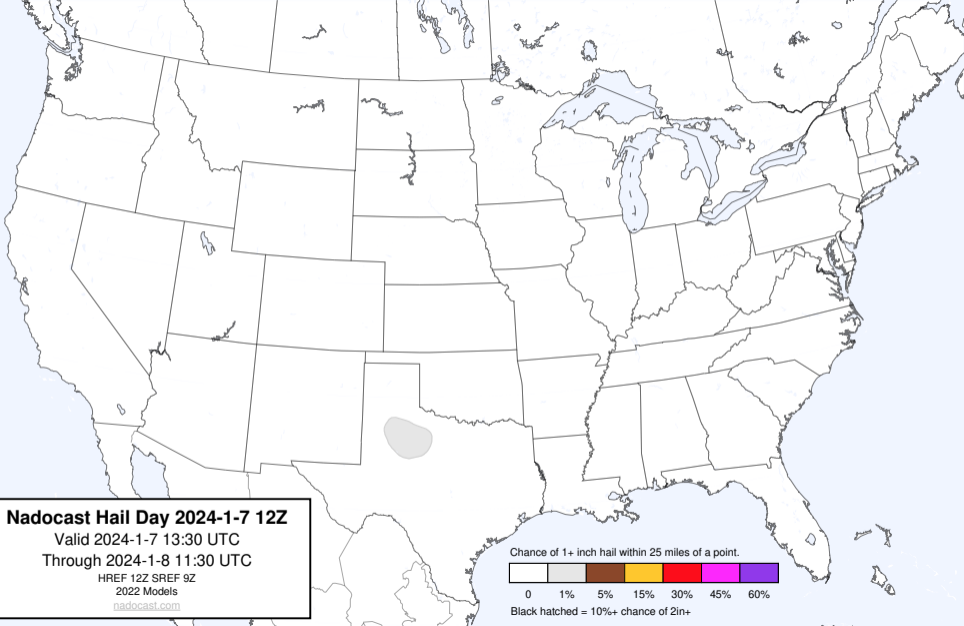 Nadocast Hail Day 2024-1-7 12Z
Valid 2024-1-7 13:30 UTC
Through 2024-1-8 11:30 UTC
HREF 12Z SREF 9Z
2022 Models
nadocast.com
Chance of 1+ inch hail within 25 miles of a point.
0 1% 5% 15% 30% 45% 60%
Black hatched = 10%+ chance of 2in+